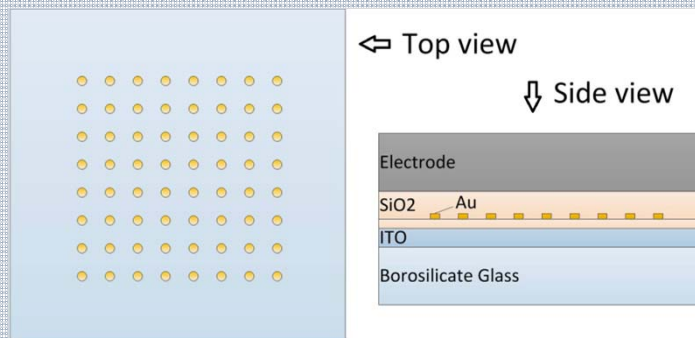 Top view
Side view
Electrode
SiO2
Au
ITO
Borosilicate Glass